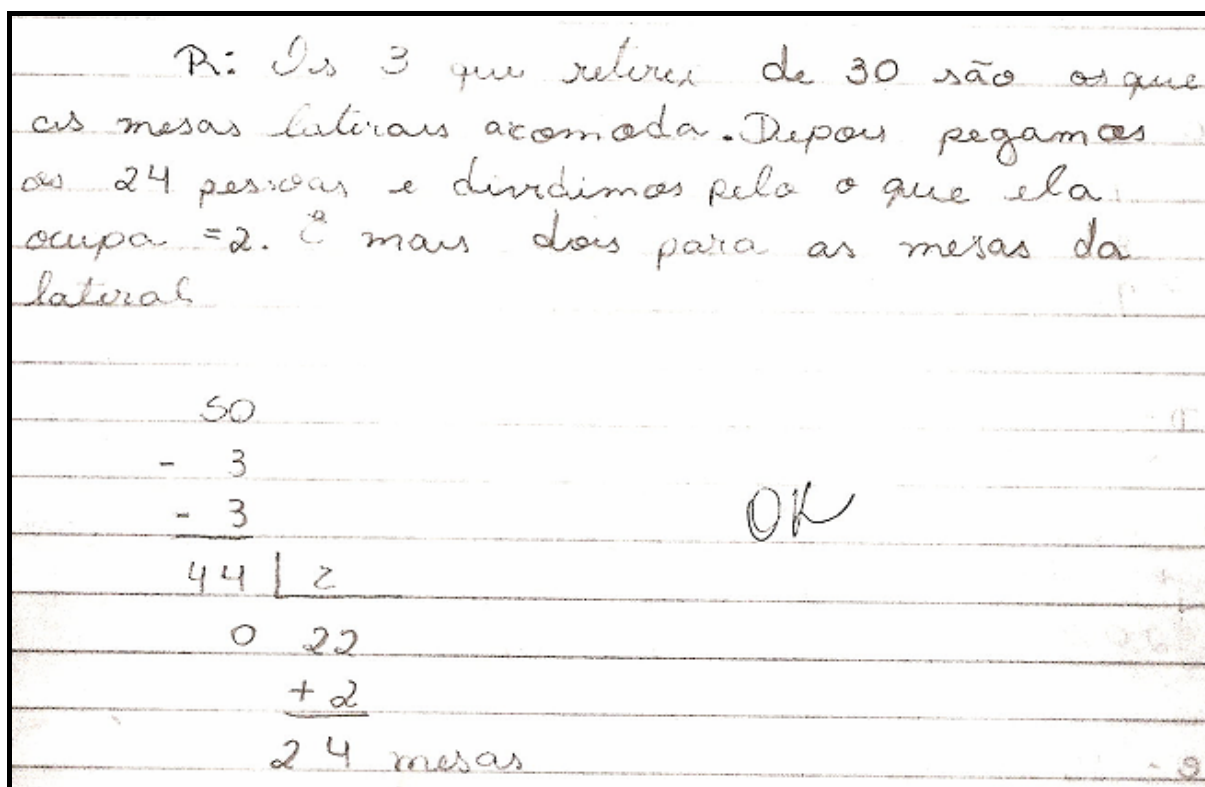 R: Os 3 que retirei de 30 são os que
as mesas laterais acomoda. Depois pegamos
as 24 pessoas e dividimos pelo o que ela
ocupa = 2. E mais dois para as mesas da
lateral
50
- 3
- 3
OK
44 | 2
0 22
+ 2
24 mesas